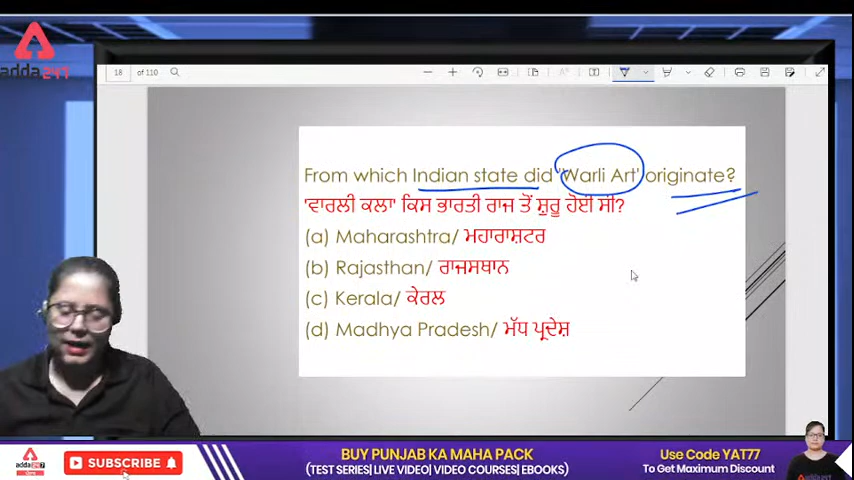 adda247
18 of 110
From which Indian state did 'Warli Art' originate?
'ਵਾਰਲੀ ਕਲਾ' ਕਿਸ ਭਾਰਤੀ ਰਾਜ ਤੋਂ ਸ਼ੁਰੂ ਹੋਈ ਸੀ?
(a) Maharashtra/ ਮਹਾਰਾਸ਼ਟਰ
(b) Rajasthan/ ਰਾਜਸਥਾਨ
(c) Kerala/ ਕੇਰਲ
(d) Madhya Pradesh/ ਮੱਧ ਪ੍ਰਦੇਸ਼
SUBSCRIBE
BUY PUNJAB KA MAHA PACK
(TEST SERIES| LIVE VIDEO| VIDEO COURSES| EBOOKS)
Use Code YAT77
To Get Maximum Discount